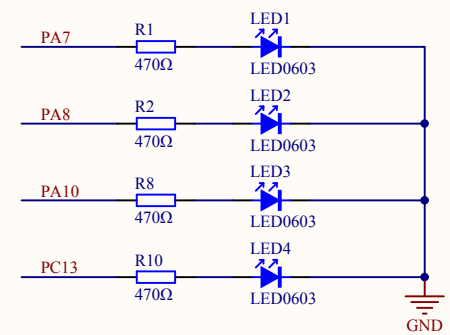 LED1
PA7 R1
470Ω LED0603
LED2
PA8 R2
470Ω LED0603
LED3
PA10 R8
470Ω LED0603
LED4
PC13 R10
470Ω LED0603
GND